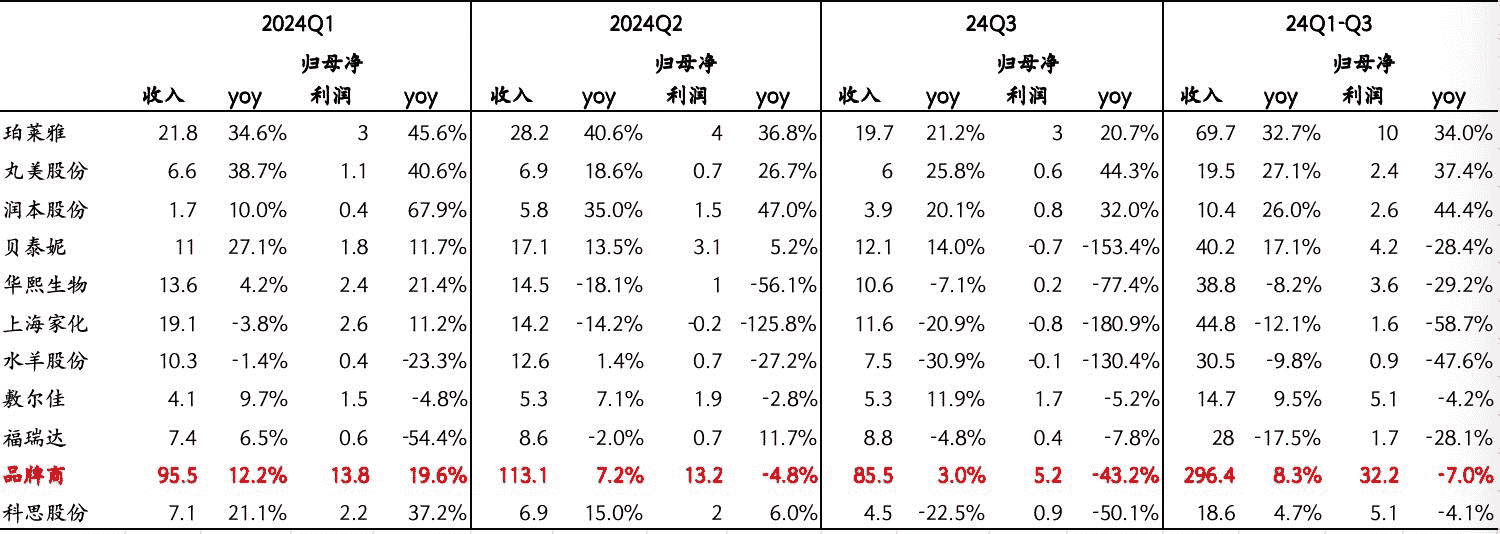 2024Q1 2024Q2 24Q3 24Q1-Q3
归母净 归母净 归母净 归母净
收入 yoy 利润 yoy 收入 yoy 利润 yoy 收入 yoy 利润 yoy 收入 yoy 利润 yoy
珀莱雅 21.8 34.6% 3 45.6% 28.2 40.6% 4 36.8% 19.7 21.2% 3 20.7% 69.7 32.7% 10 34.0%
丸美股份 6.6 38.7% 1.1 40.6% 6.9 18.6% 0.7 26.7% 6 25.8% 0.6 44.3% 19.5 27.1% 2.4 37.4%
润本股份 1.7 10.0% 0.4 67.9% 5.8 35.0% 1.5 47.0% 3.9 20.1% 0.8 32.0% 10.4 26.0% 2.6 44.4%
贝泰妮 11 27.1% 1.8 11.7% 17.1 13.5% 3.1 5.2% 12.1 14.0% -0.7 -153.4% 40.2 17.1% 4.2 -28.4%
华熙生物 13.6 4.2% 2.4 21.4% 14.5 -18.1% 1 -56.1% 10.6 -7.1% 0.2 -77.4% 38.8 -8.2% 3.6 -29.2%
上海家化 19.1 -3.8% 2.6 11.2% 14.2 -14.2% -0.2 -125.8% 11.6 -20.9% -0.8 -180.9% 44.8 -12.1% 1.6 -58.7%
水羊股份 10.3 -1.4% 0.4 -23.3% 12.6 1.4% 0.7 -27.2% 7.5 -30.9% -0.1 -130.4% 30.5 -9.8% 0.9 -47.6%
敷尔佳 4.1 9.7% 1.5 -4.8% 5.3 7.1% 1.9 -2.8% 5.3 11.9% 1.7 -5.2% 14.7 9.5% 5.1 -4.2%
福瑞达 7.4 6.5% 0.6 -54.4% 8.6 -2.0% 0.7 11.7% 8.8 -4.8% 0.4 -7.8% 28 -17.5% 1.7 -28.1%
品牌商 95.5 12.2% 13.8 19.6% 113.1 7.2% 13.2 -4.8% 85.5 3.0% 5.2 -43.2% 296.4 8.3% 32.2 -7.0%
科思股份 7.1 21.1% 2.2 37.2% 6.9 15.0% 2 6.0% 4.5 -22.5% 0.9 -50.1% 18.6 4.7% 5.1 -4.1%